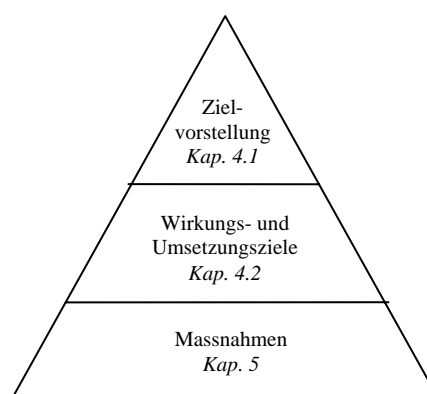 Ziel-
vorstellung
Kap. 4.1
Wirkungs- und
Umsetzungsziele
Kap. 4.2
Massnahmen
Kap. 5